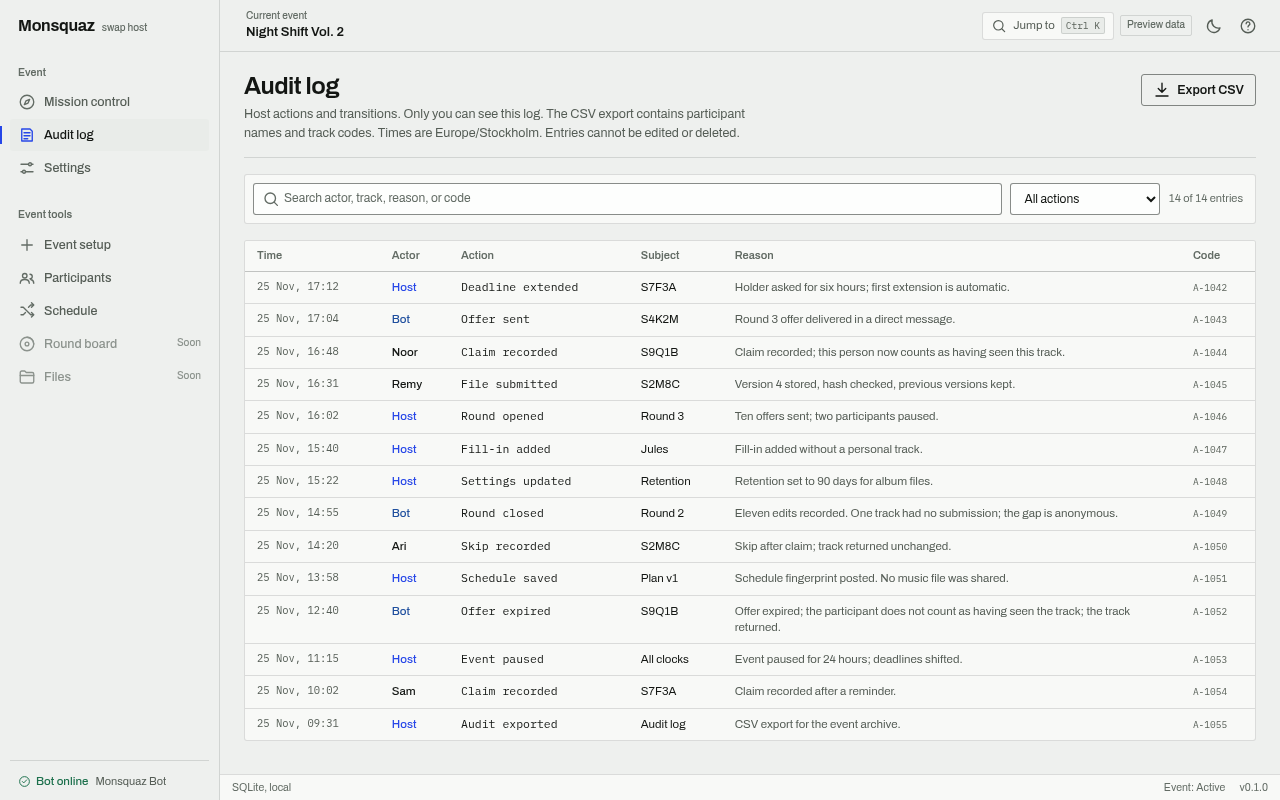 Monsquaz swap host
Event
Mission control
Audit log
Settings
Event tools
Event setup
Participants
Schedule
Round board Soon
Files Soon
Bot online Monsquaz Bot
Current event
Night Shift Vol. 2
Jump to Ctrl K
Preview data
Audit log
Host actions and transitions. Only you can see this log. The CSV export contains participant
names and track codes. Times are Europe/Stockholm. Entries cannot be edited or deleted.
Export CSV
Search actor, track, reason, or code
All actions
14 of 14 entries
Time Actor Action Subject Reason Code
25 Nov, 17:12 Host Deadline extended S7F3A Holder asked for six hours; first extension is automatic. A-1042
25 Nov, 17:04 Bot Offer sent S4K2M Round 3 offer delivered in a direct message. A-1043
25 Nov, 16:48 Noor Claim recorded S9Q1B Claim recorded; this person now counts as having seen this track. A-1044
25 Nov, 16:31 Remy File submitted S2M8C Version 4 stored, hash checked, previous versions kept. A-1045
25 Nov, 16:02 Host Round opened Round 3 Ten offers sent; two participants paused. A-1046
25 Nov, 15:40 Host Fill-in added Jules Fill-in added without a personal track. A-1047
25 Nov, 15:22 Host Settings updated Retention Retention set to 90 days for album files. A-1048
25 Nov, 14:55 Bot Round closed Round 2 Eleven edits recorded. One track had no submission; the gap is anonymous. A-1049
25 Nov, 14:20 Ari Skip recorded S2M8C Skip after claim; track returned unchanged. A-1050
25 Nov, 13:58 Host Schedule saved Plan v1 Schedule fingerprint posted. No music file was shared. A-1051
25 Nov, 12:40 Bot Offer expired S9Q1B Offer expired; the participant does not count as having seen the track; the track A-1052
returned.
25 Nov, 11:15 Host Event paused All clocks Event paused for 24 hours; deadlines shifted. A-1053
25 Nov, 10:02 Sam Claim recorded S7F3A Claim recorded after a reminder. A-1054
25 Nov, 09:31 Host Audit exported Audit log CSV export for the event archive. A-1055
SQLite, local
Event: Active v0.1.0